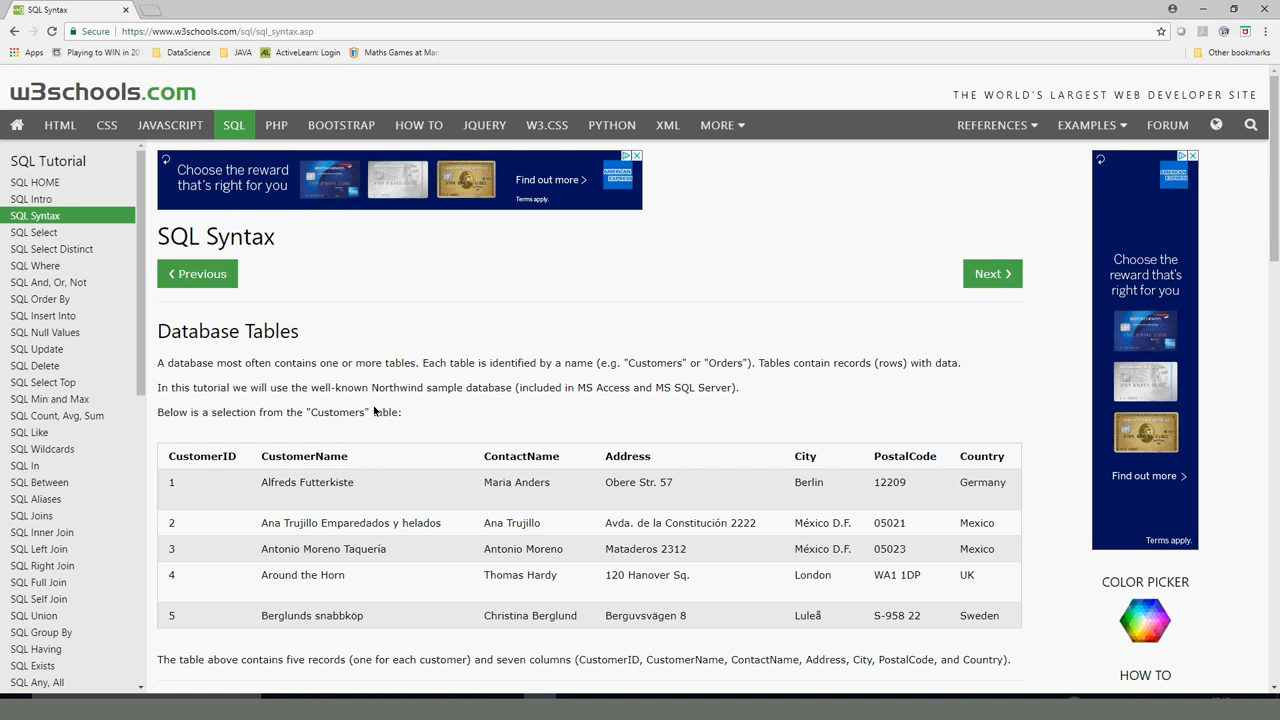 SQL Syntax
Secure
https://www.w3schools.com/sql/sql_syntax.asp
Apps
Playing to WIN in 20
DataScience
JAVA
ActiveLearn: Login
Maths Games at Man
Other bookmarks
w3schools.com
THE WORLD'S LARGEST WEB DEVELOPER SITE
HTML CSS JAVASCRIPT SQL PHP BOOTSTRAP HOW TO JQUERY W3.CSS PYTHON XML MORE REFERENCES EXAMPLES FORUM
SQL Tutorial
SQL HOME
SQL Intro
SQL Syntax
SQL Select
SQL Select Distinct
SQL Where
SQL And, Or, Not
SQL Order By
SQL Insert Into
SQL Null Values
SQL Update
SQL Delete
SQL Select Top
SQL Min and Max
SQL Count, Avg, Sum
SQL Like
SQL Wildcards
SQL In
SQL Between
SQL Aliases
SQL Joins
SQL Inner Join
SQL Left Join
SQL Right Join
SQL Full Join
SQL Self Join
SQL Union
SQL Group By
SQL Having
SQL Exists
SQL Any, All
Choose the reward
that's right for you
Find out more >
Terms apply.
AMERICAN
EXPRESS
SQL Syntax
❮ Previous
Next ❯
Database Tables
A database most often contains one or more tables. Each table is identified by a name (e.g. "Customers" or "Orders"). Tables contain records (rows) with data.
In this tutorial we will use the well-known Northwind sample database (included in MS Access and MS SQL Server).
Below is a selection from the "Customers" table:
CustomerID CustomerName ContactName Address City PostalCode Country
1 Alfreds Futterkiste Maria Anders Obere Str. 57 Berlin 12209 Germany
2 Ana Trujillo Emparedados y helados Ana Trujillo Avda. de la Constitución 2222 México D.F. 05021 Mexico
3 Antonio Moreno Taquería Antonio Moreno Mataderos 2312 México D.F. 05023 Mexico
4 Around the Horn Thomas Hardy 120 Hanover Sq. London WA1 1DP UK
5 Berglunds snabbköp Christina Berglund Berguvsvägen 8 Luleå S-958 22 Sweden
The table above contains five records (one for each customer) and seven columns (CustomerID, CustomerName, ContactName, Address, City, PostalCode, and Country).
AMERICAN
EXPRESS
Choose the
reward that's
right for you
Find out more >
Terms apply.
COLOR PICKER
HOW TO